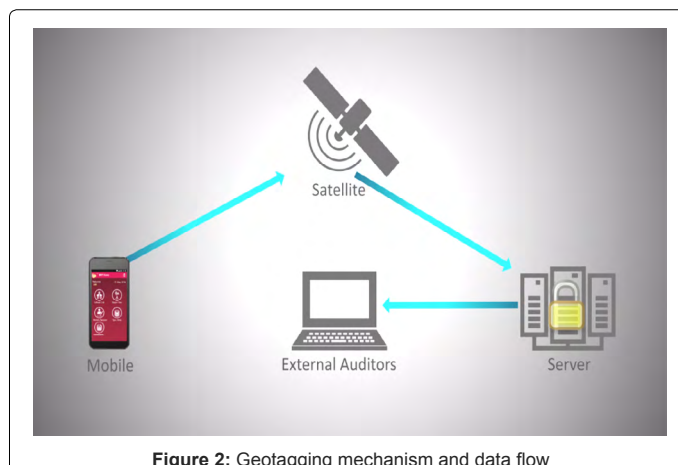 Satellite
Mobile
External Auditors
Server
Figure 2: Geotagging mechanism and data flow